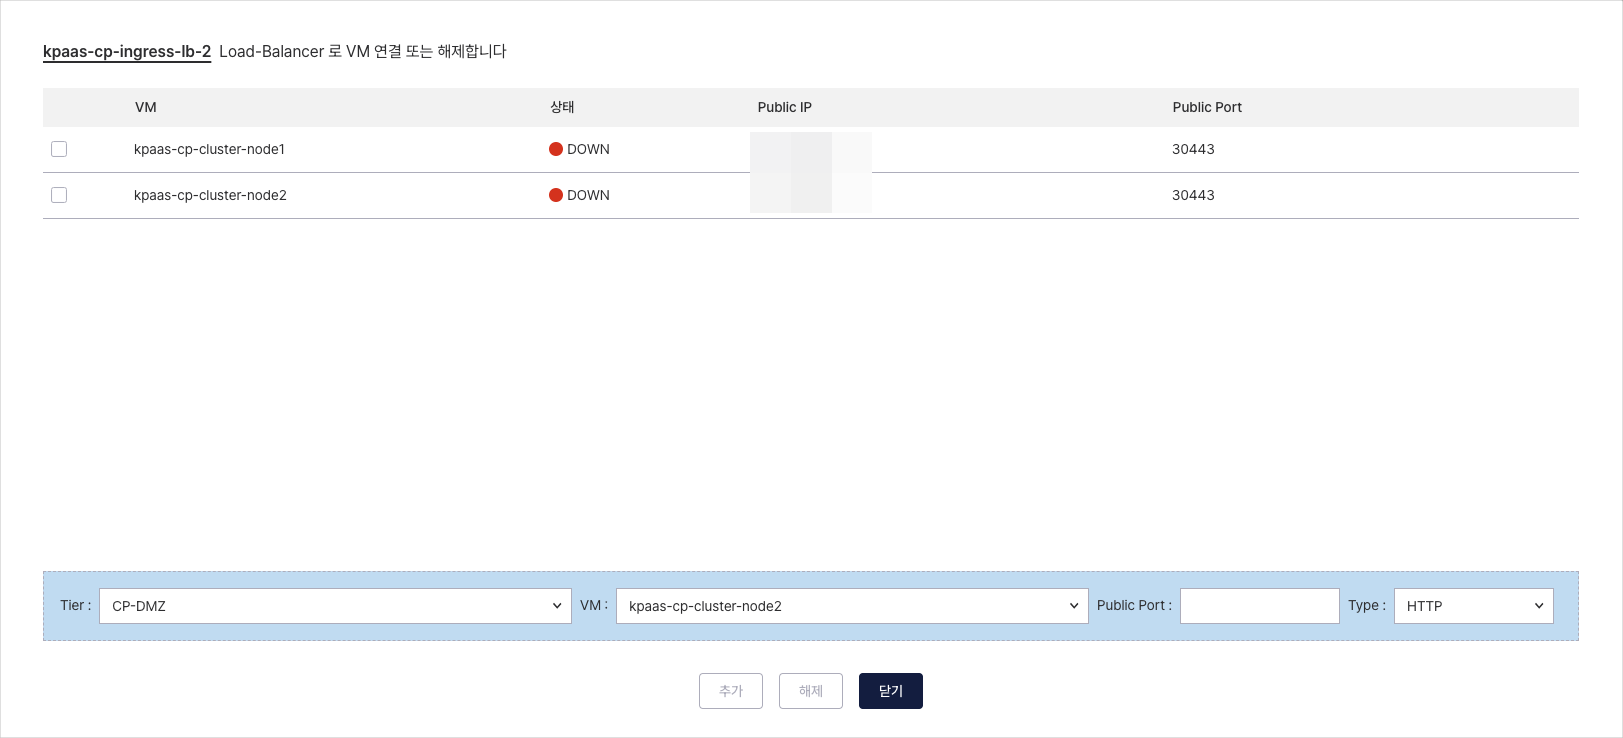 kpaas-cp-ingress-lb-2 Load-Balancer 로 VM 연결 또는 해제합니다
VM 상태 Public IP Public Port
kpaas-cp-cluster-node1 DOWN 30443
kpaas-cp-cluster-node2 DOWN 30443
Tier : CP-DMZ VM : kpaas-cp-cluster-node2 Public Port : Type : HTTP
추가 해제 닫기